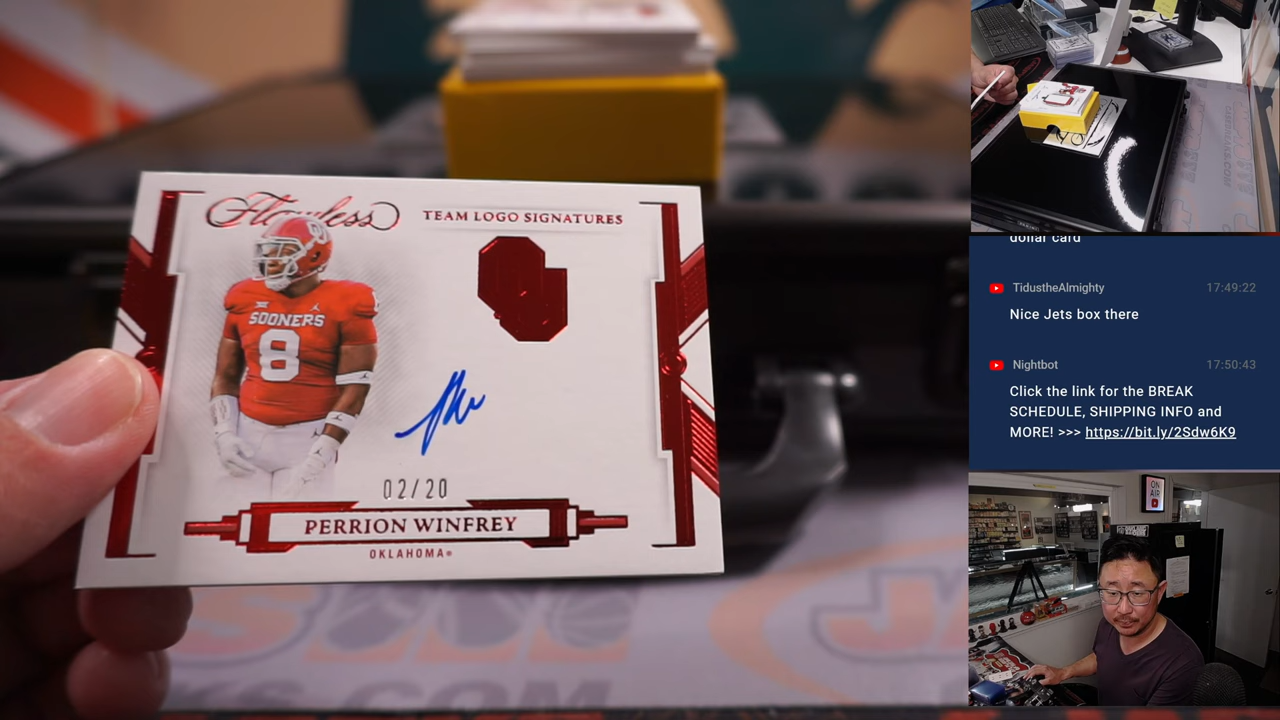 Flawless
TEAM LOGO SIGNATURES
SOONERS
8
02/20
PERRION WINFREY
OKLAHOMA
dollar card
TidustheAlmighty 17:49:22
Nice Jets box there
Nightbot 17:50:43
Click the link for the BREAK
SCHEDULE, SHIPPING INFO and
MORE! >>> https://bit.ly/2Sdw6K9
ON
AIR